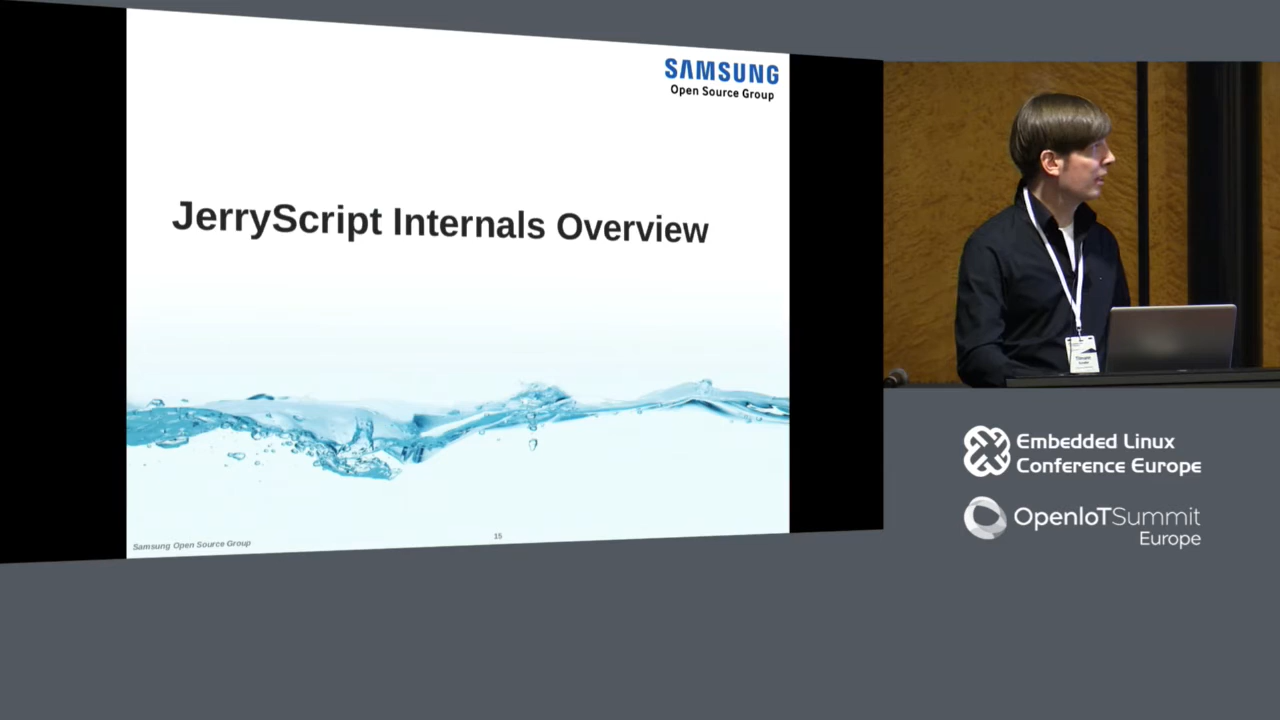 SAMSUNG
Open Source Group
JerryScript Internals Overview
Samsung Open Source Group
15
Embedded Linux
Conference Europe
OpenIoTSummit
Europe